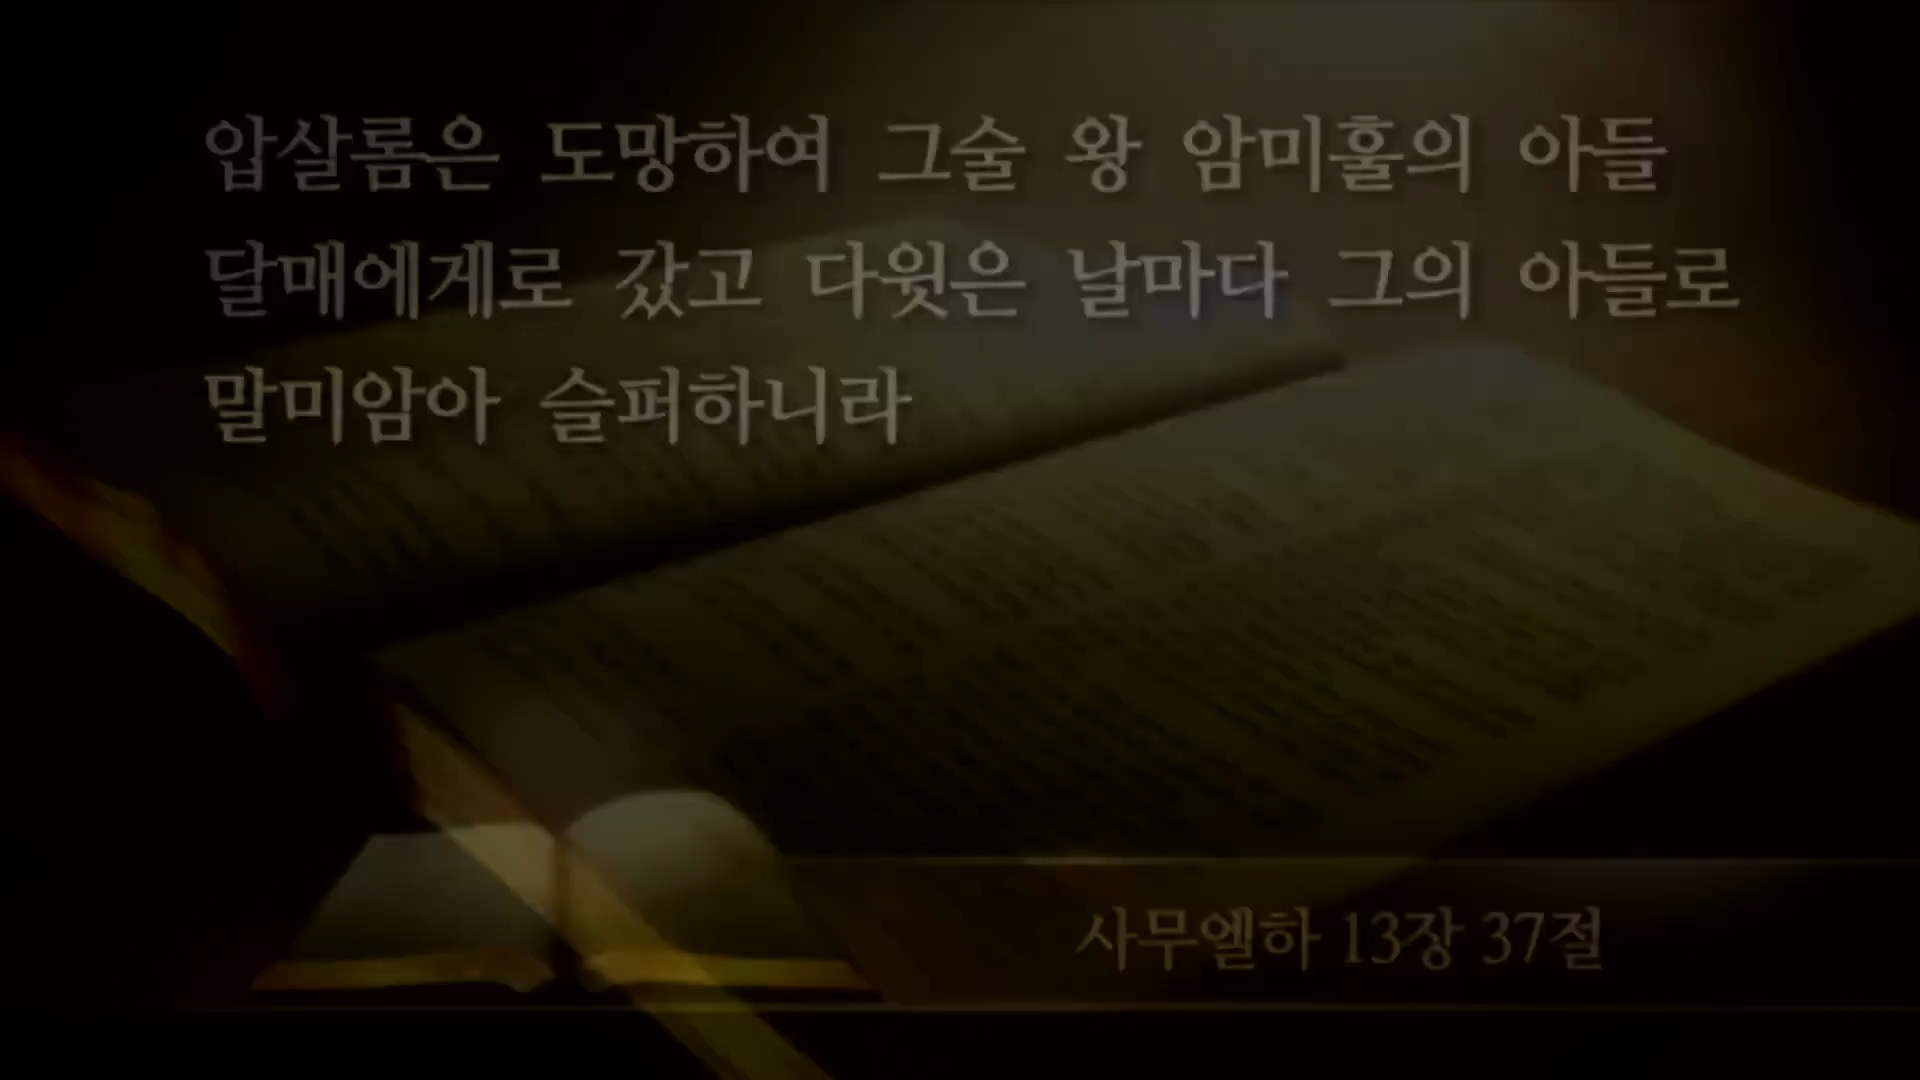 압살롬은 도망하여 그술 왕 암미훌의 아들
달매에게로 갔고 다윗은 날마다 그의 아들로
말미암아 슬퍼하니라
사무엘하 13장 37절